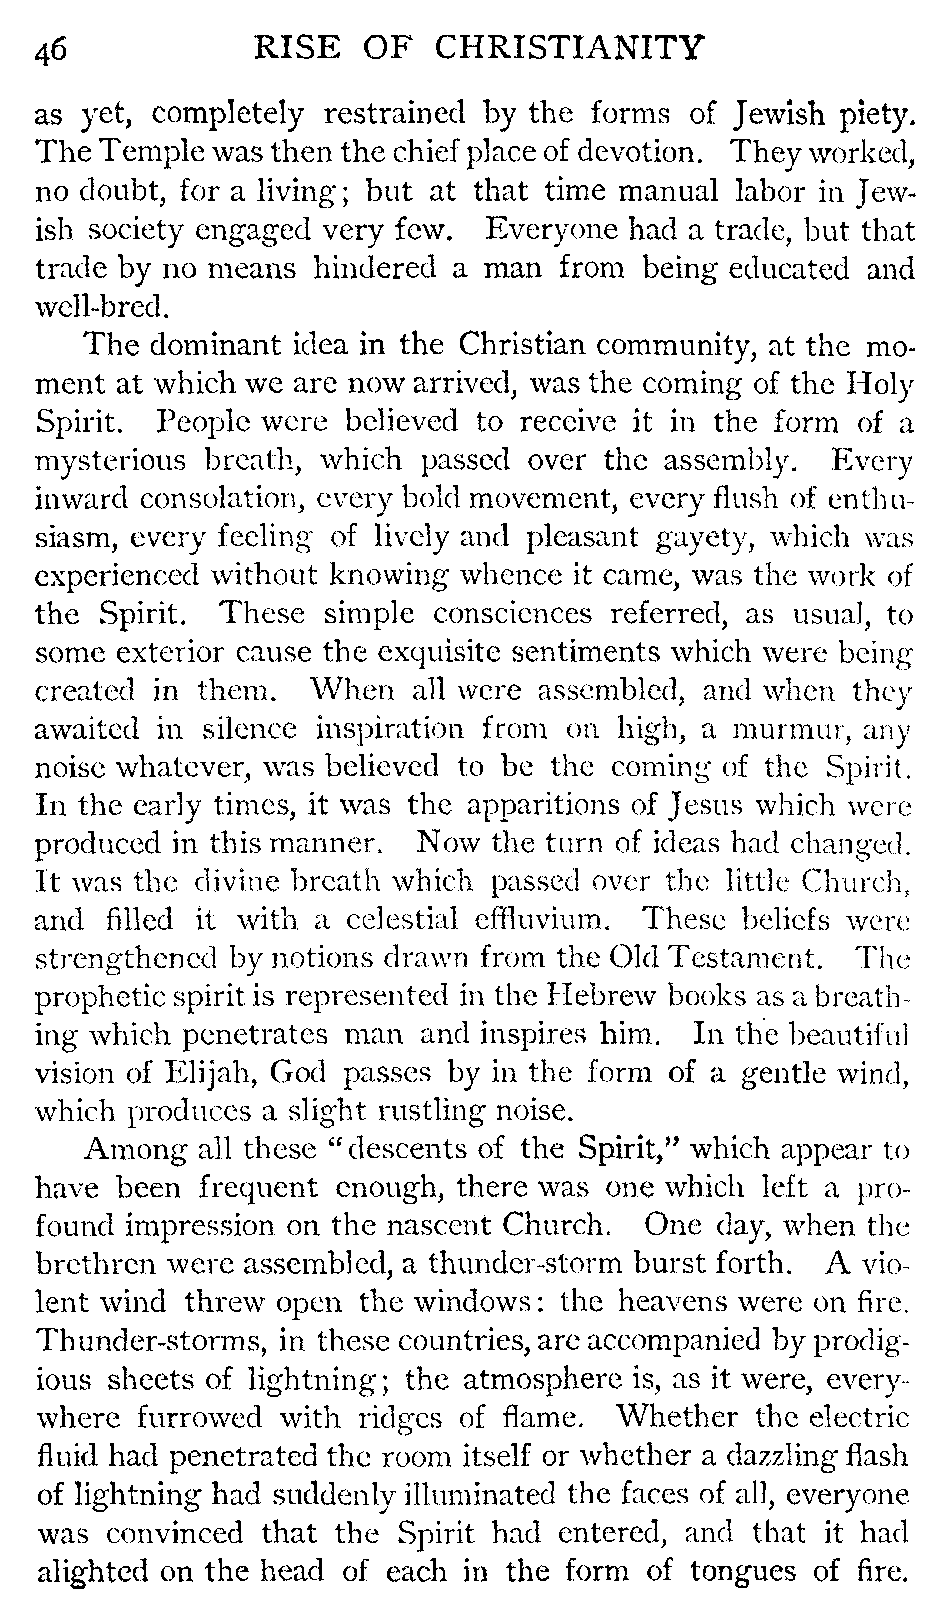 46 RISE OF CHRISTIANITY
as yet, completely restrained by the forms of Jewish piety.
The Temple was then the chief place of devotion. They worked,
no doubt, for a living; but at that time manual labor in Jew-
ish society engaged very few. Everyone had a trade, but that
trade by no means hindered a man from being educated and
well-bred.
The dominant idea in the Christian community, at the mo-
ment at which we are now arrived, was the coming of the Holy
Spirit. People were believed to receive it in the form of a
mysterious breath, which passed over the assembly. Every
inward consolation, every bold movement, every flush of enthu-
siasm, every feeling of lively and pleasant gayety, which was
experienced without knowing whence it came, was the work of
the Spirit. These simple consciences referred, as usual, to
some exterior cause the exquisite sentiments which were being
created in them. When all were assembled, and when they
awaited in silence inspiration from on high, a murmur, any
noise whatever, was believed to be the coming of the Spirit.
In the early times, it was the apparitions of Jesus which were
produced in this manner. Now the turn of ideas had changed.
It was the divine breath which passed over the little Church,
and filled it with a celestial effluvium. These beliefs were
strengthened by notions drawn from the Old Testament. The
prophetic spirit is represented in the Hebrew books as a breath-
ing which penetrates man and inspires him. In the beautiful
vision of Elijah, God passes by in the form of a gentle wind,
which produces a slight rustling noise.
Among all these “descents of the Spirit,” which appear to
have been frequent enough, there was one which left a pro-
found impression on the nascent Church. One day, when the
brethren were assembled, a thunder-storm burst forth. A vio-
lent wind threw open the windows: the heavens were on fire.
Thunder-storms, in these countries, are accompanied by prodig-
ious sheets of lightning; the atmosphere is, as it were, every-
where furrowed with ridges of flame. Whether the electric
fluid had penetrated the room itself or whether a dazzling flash
of lightning had suddenly illuminated the faces of all, everyone
was convinced that the Spirit had entered, and that it had
alighted on the head of each in the form of tongues of fire.